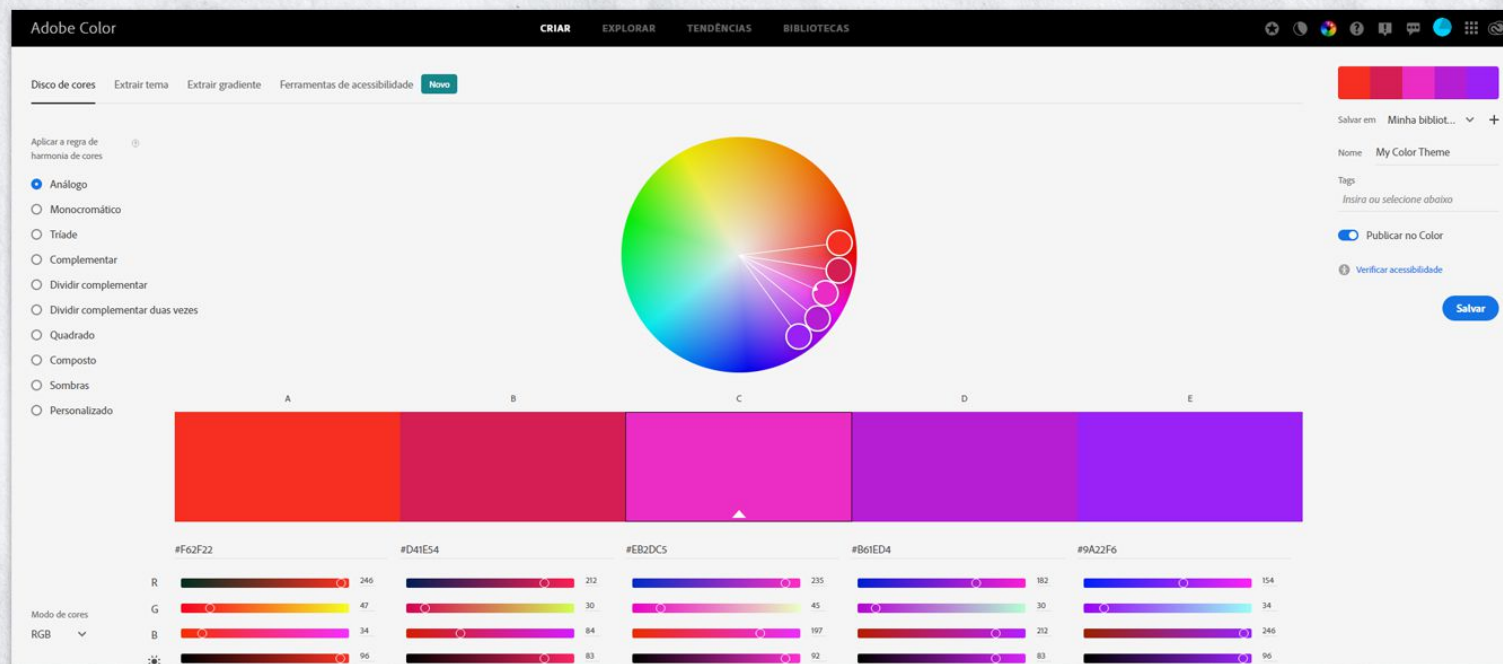 Adobe Color
CRIAR EXPLORAR TENDÊNCIAS BIBLIOTECAS
Disco de cores Extrair tema Extrair gradiente Ferramentas de acessibilidade Novo
Aplicar a regra de
harmonia de cores
Análogo
Monocromático
Tríade
Complementar
Dividir complementar
Dividir complementar duas vezes
Quadrado
Composto
Sombras
Personalizado
Salvar em Minha bibliot...
Nome My Color Theme
Tags
Insira ou selecione abaixo
Publicar no Color
Verificar acessibilidade
Salvar
A B C D E
#F62F22 #D41E54 #EB2DC5 #B61ED4 #9A22F6
R 246 212 235 182 154
G 47 30 45 30 34
B 34 84 197 212 246
96 83 92 83 96
Modo de cores
RGB